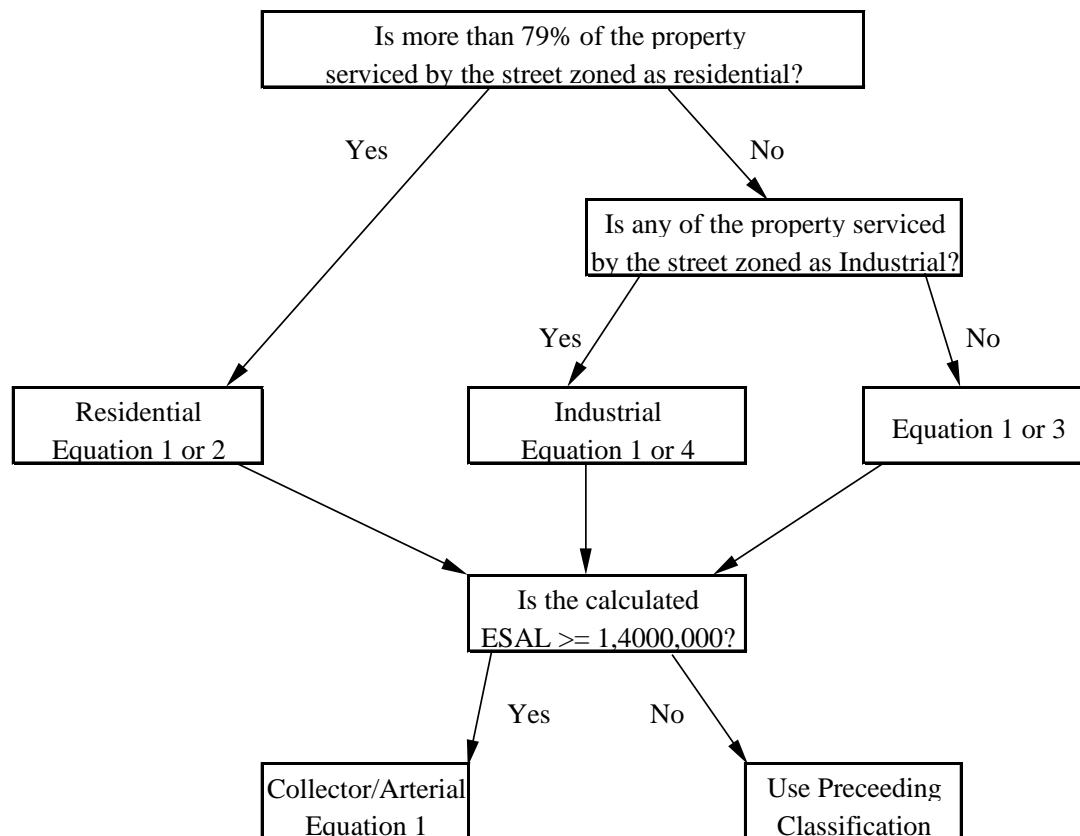 Is more than 79% of the property
serviced by the street zoned as residential?
Yes
No
Is any of the property serviced
by the street zoned as Industrial?
Yes
No
Residential
Equation 1 or 2
Industrial
Equation 1 or 4
Equation 1 or 3
Is the calculated
ESAL >= 1,4000,000?
Yes
No
Collector/Arterial
Equation 1
Use Preceeding
Classification